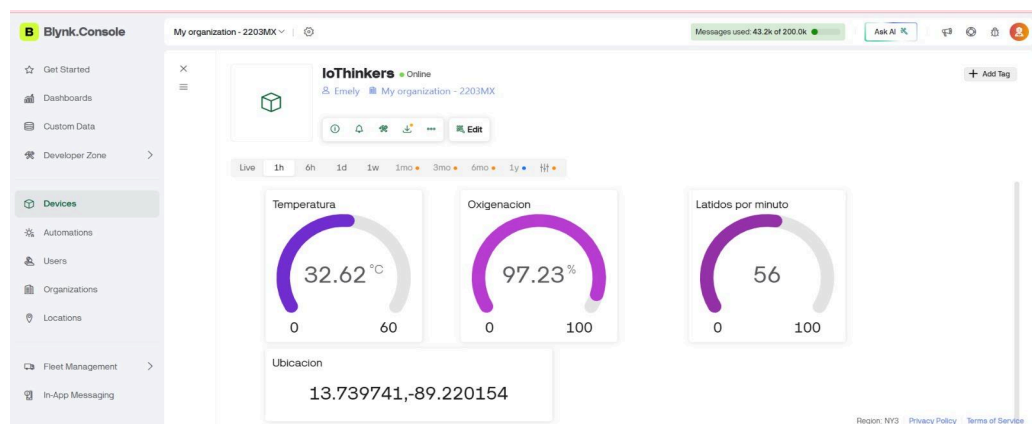 B Blynk.Console
My organization - 2203MX
Messages used: 43.2k of 200.0k
Ask AI
Get Started
Dashboards
Custom Data
Developer Zone
Devices
Automations
Users
Organizations
Locations
Fleet Management
In-App Messaging
IoThinkers Online
Emely My organization - 2203MX
Add Tag
Edit
Live 1h 6h 1d 1w 1mo 3mo 6mo 1y
Temperatura
32.62 °C
0 60
Oxigenacion
97.23 %
0 100
Latidos por minuto
56
0 100
Ubicacion
13.739741,-89.220154
Region: NY3 Privacy Policy Terms of Service